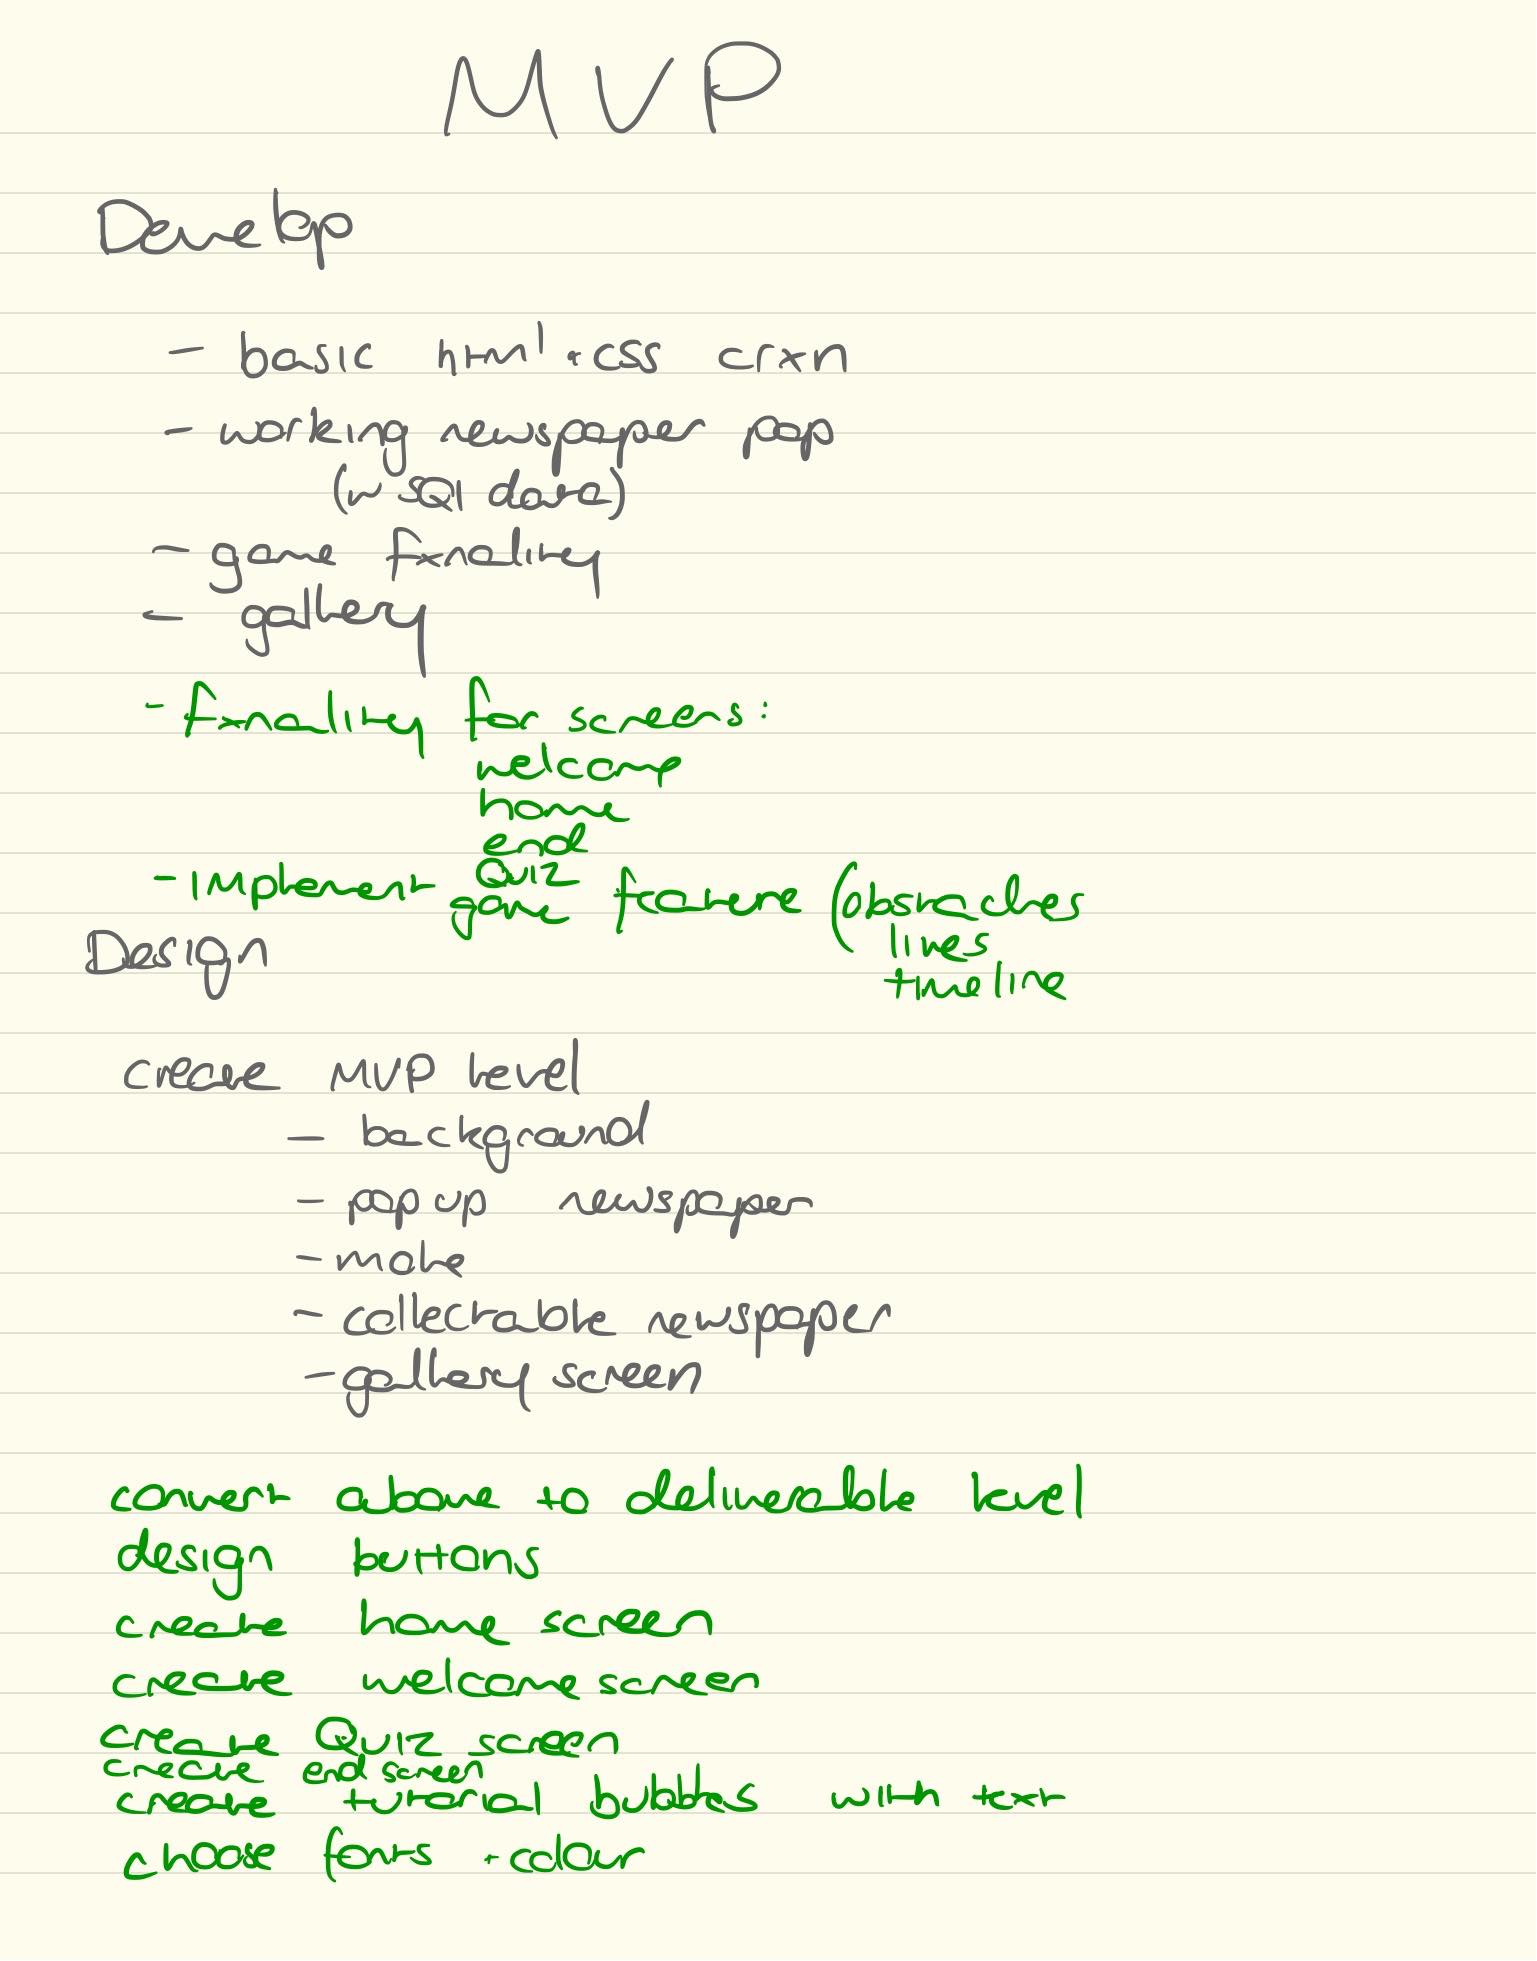 MVP
Develop
- basic html + css crxn
- working newspaper pop
(w SQl data)
- game fxnality
- gallery
- fxnality for screens:
welcome
home
end
Quiz
- implement game feature (obstacles
lives
timeline
Design
create MVP level
- background
- pop up newspaper
- mole
- collectable newspaper
- gallery screen
convert above to deliverable level
design buttons
create home screen
create welcome screen
create Quiz screen
create end screen
create tutorial bubbles with text
choose fonts + colour